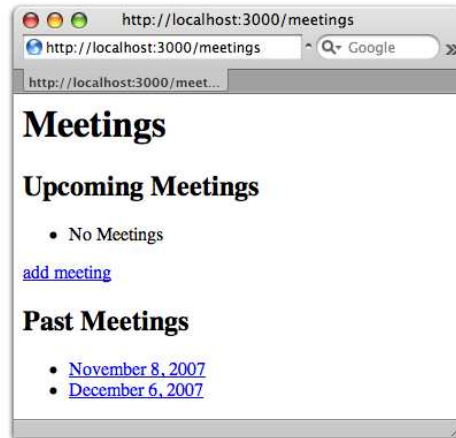 http://localhost:3000/meetings
http://localhost:3000/meetings
Google
http://localhost:3000/meet...
Meetings
Upcoming Meetings
• No Meetings
add meeting
Past Meetings
• November 8, 2007
• December 6, 2007